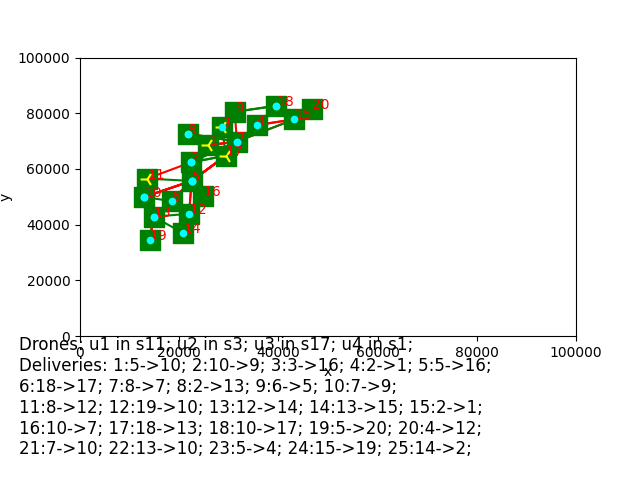 100000
80000
60000
40000
20000
0
0 20000 40000 60000 80000 100000
y
x
18
20
16
12
14
19
Drones: u1 in s11; u2 in s3; u3 in s17; u4 in s1;
Deliveries: 1:5->10; 2:10->9; 3:3->16; 4:2->1; 5:5->16;
6:18->17; 7:8->7; 8:2->13; 9:6->5; 10:7->9;
11:8->12; 12:19->10; 13:12->14; 14:13->15; 15:2->1;
16:10->7; 17:18->13; 18:10->17; 19:5->20; 20:4->12;
21:7->10; 22:13->10; 23:5->4; 24:15->19; 25:14->2;